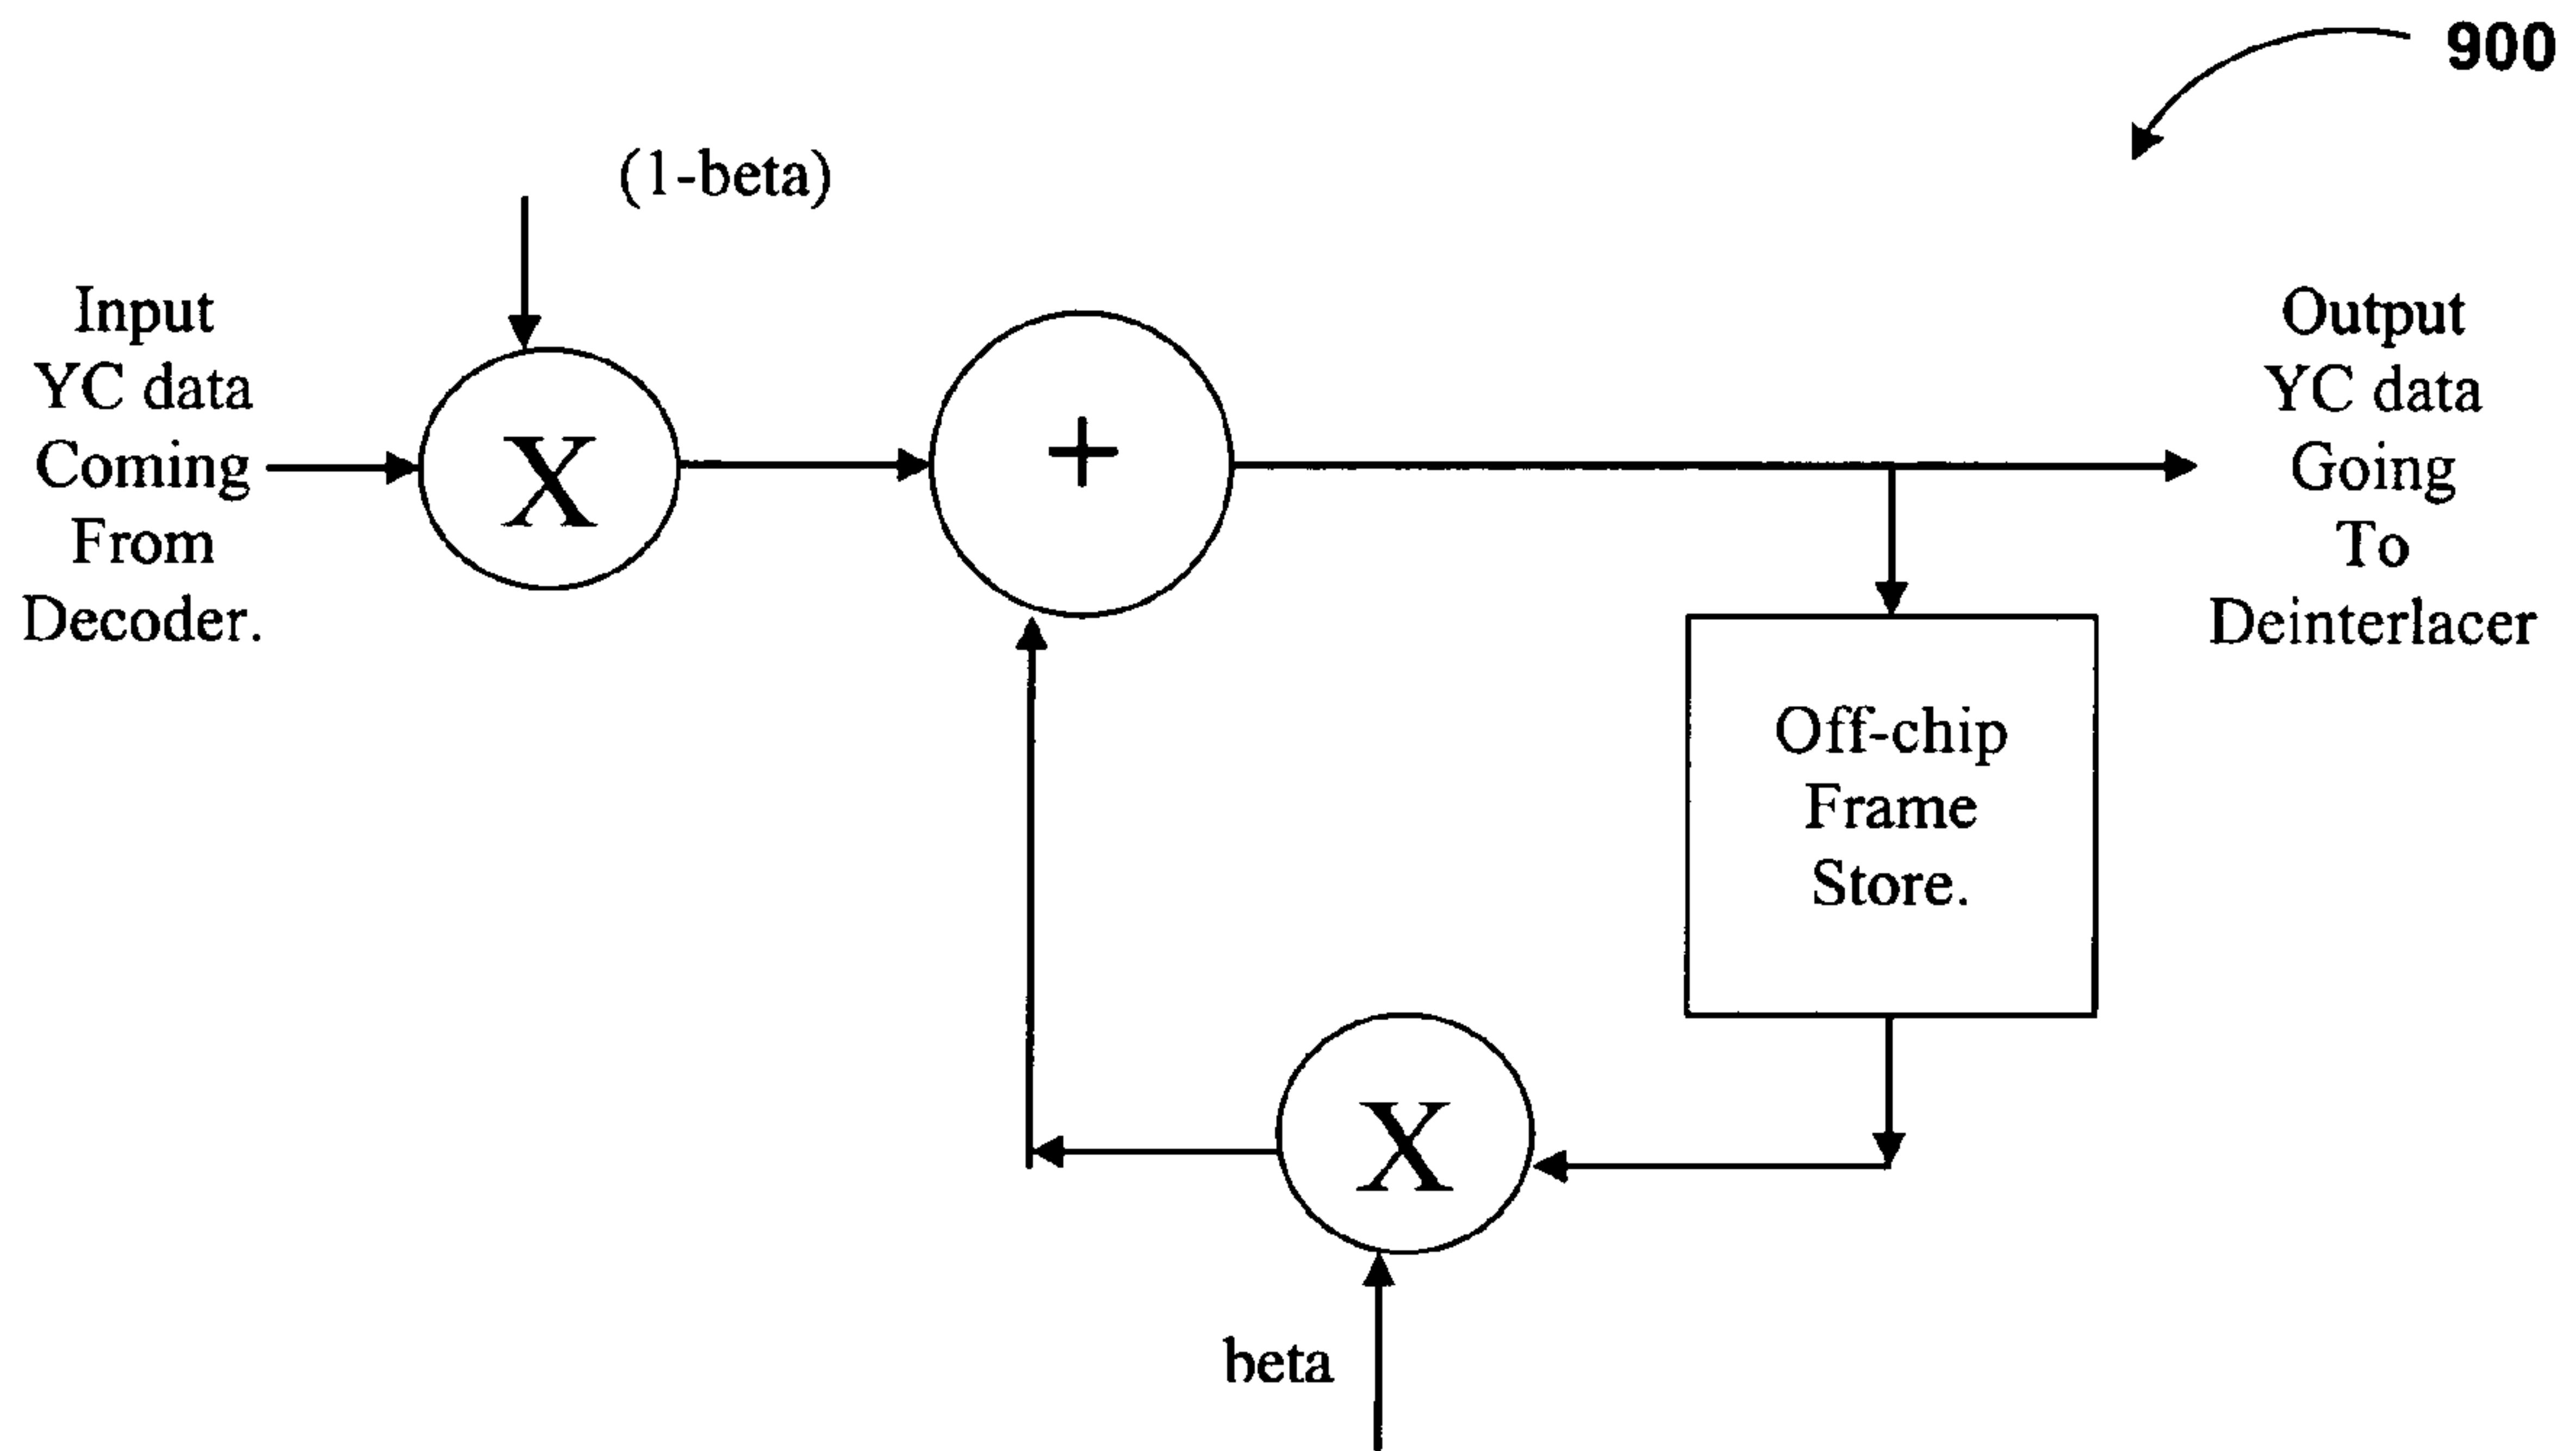 900
(1-beta)
Input
YC data
Coming
From
Decoder.
X
+
Output
YC data
Going
To
Deinterlacer
Off-chip
Frame
Store.
X
beta